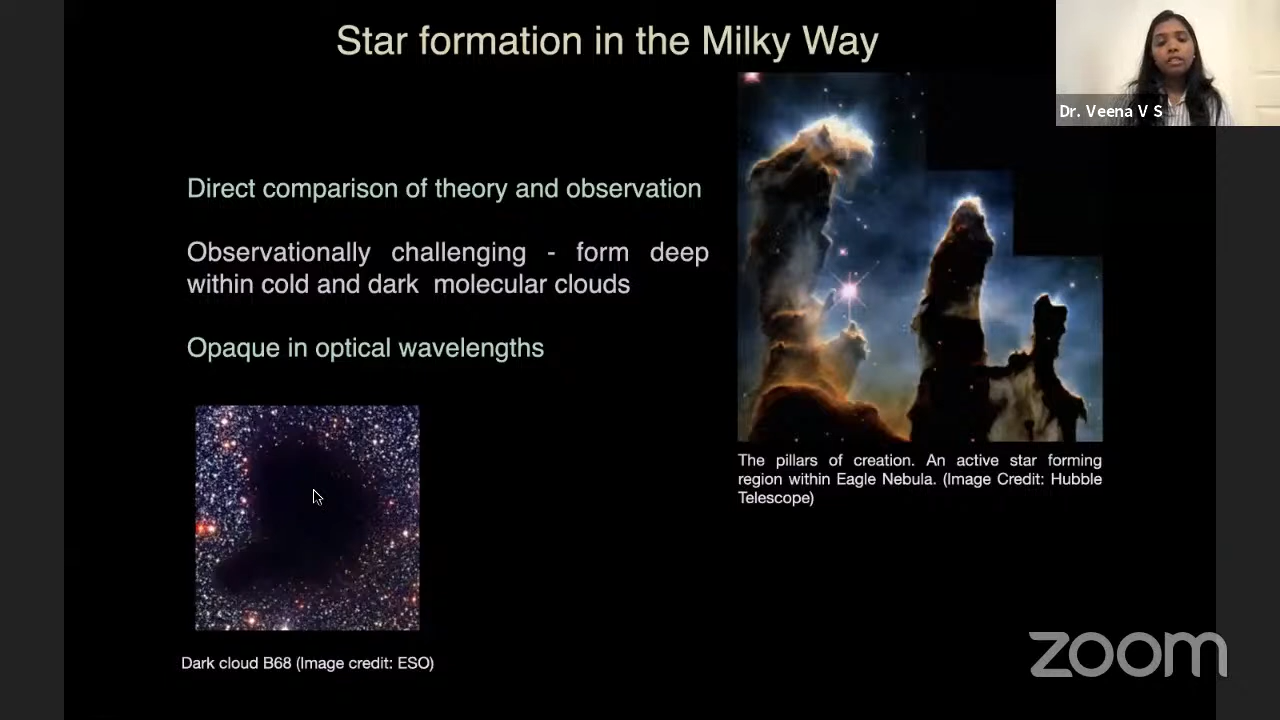 Star formation in the Milky Way
Dr. Veena V S
Direct comparison of theory and observation
Observationally challenging - form deep
within cold and dark molecular clouds
Opaque in optical wavelengths
The pillars of creation. An active star forming
region within Eagle Nebula. (Image Credit: Hubble
Telescope)
Dark cloud B68 (Image credit: ESO)
zoom